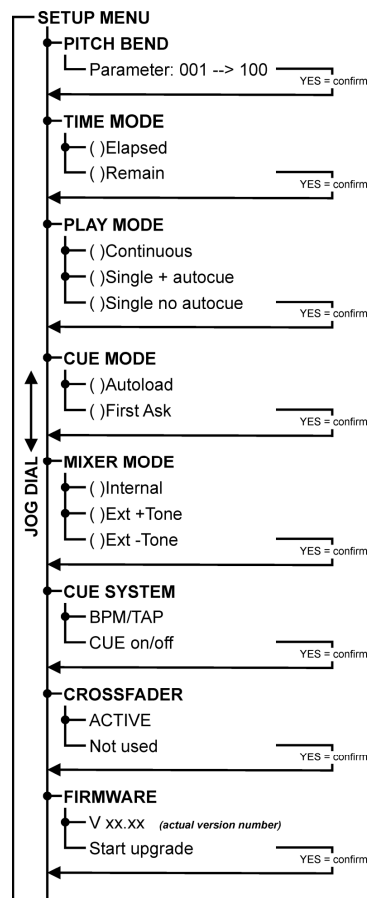 SETUP MENU
PITCH BEND
Parameter: 001 --> 100
YES = confirm
TIME MODE
( )Elapsed
( )Remain
YES = confirm
PLAY MODE
( )Continuous
( )Single + autocue
( )Single no autocue
YES = confirm
CUE MODE
( )Autoload
( )First Ask
YES = confirm
JOG DIAL
MIXER MODE
( )Internal
( )Ext +Tone
( )Ext -Tone
YES = confirm
CUE SYSTEM
BPM/TAP
CUE on/off
YES = confirm
CROSSFADER
ACTIVE
Not used
YES = confirm
FIRMWARE
V xx.xx (actual version number)
Start upgrade
YES = confirm